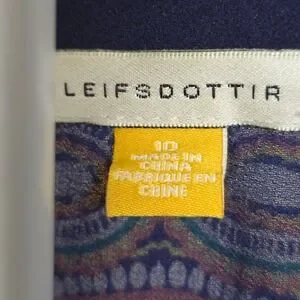 LEIFSDOTTIR
10
MADE IN
CHINA
FABRIQUE EN
CHINE